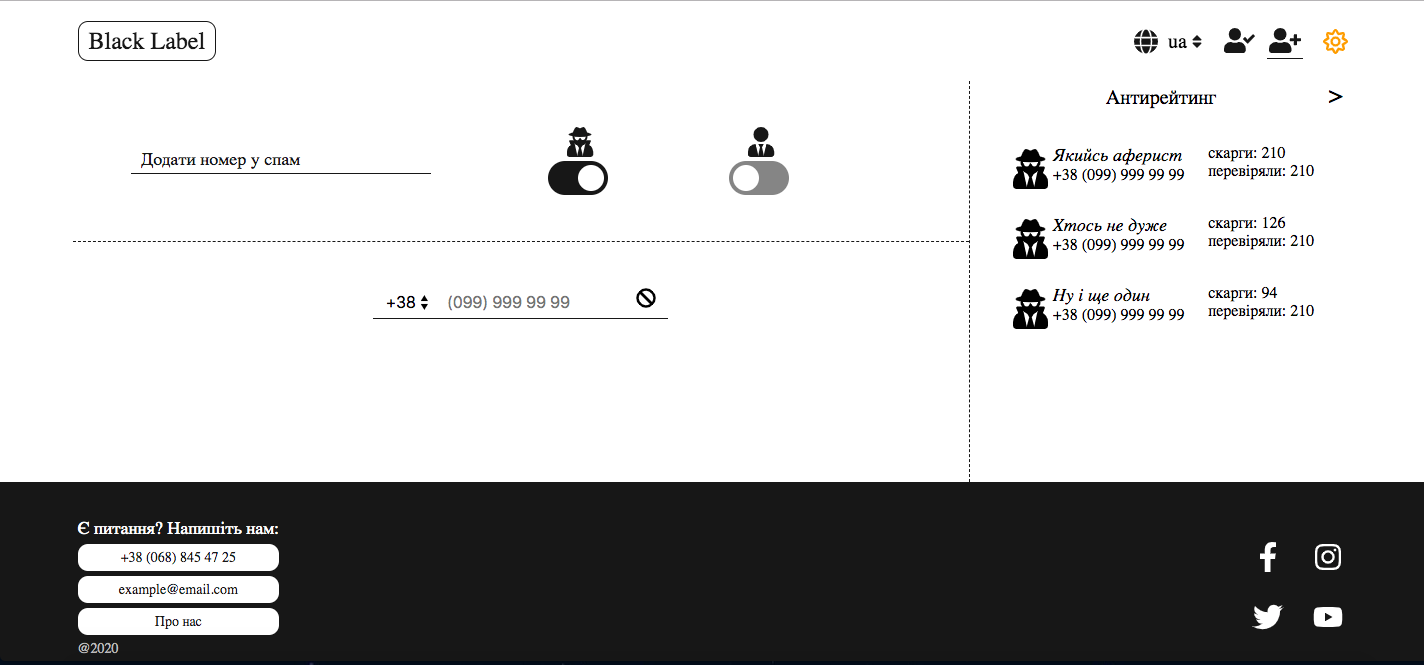 Black Label
ua
Додати номер у спам
+38 (099) 999 99 99
Антирейтинг >
Якийсь аферист
+38 (099) 999 99 99
скарги: 210
перевіряли: 210
Хтось не дуже
+38 (099) 999 99 99
скарги: 126
перевіряли: 210
Ну і ще один
+38 (099) 999 99 99
скарги: 94
перевіряли: 210
Є питання? Напишіть нам:
+38 (068) 845 47 25
example@email.com
Про нас
@2020